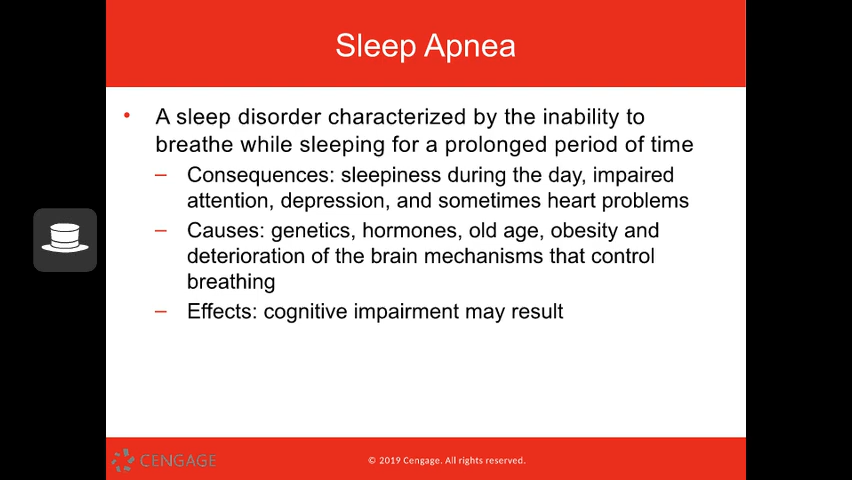 Sleep Apnea
• A sleep disorder characterized by the inability to
breathe while sleeping for a prolonged period of time
– Consequences: sleepiness during the day, impaired
attention, depression, and sometimes heart problems
– Causes: genetics, hormones, old age, obesity and
deterioration of the brain mechanisms that control
breathing
– Effects: cognitive impairment may result
CENGAGE
© 2019 Cengage. All rights reserved.